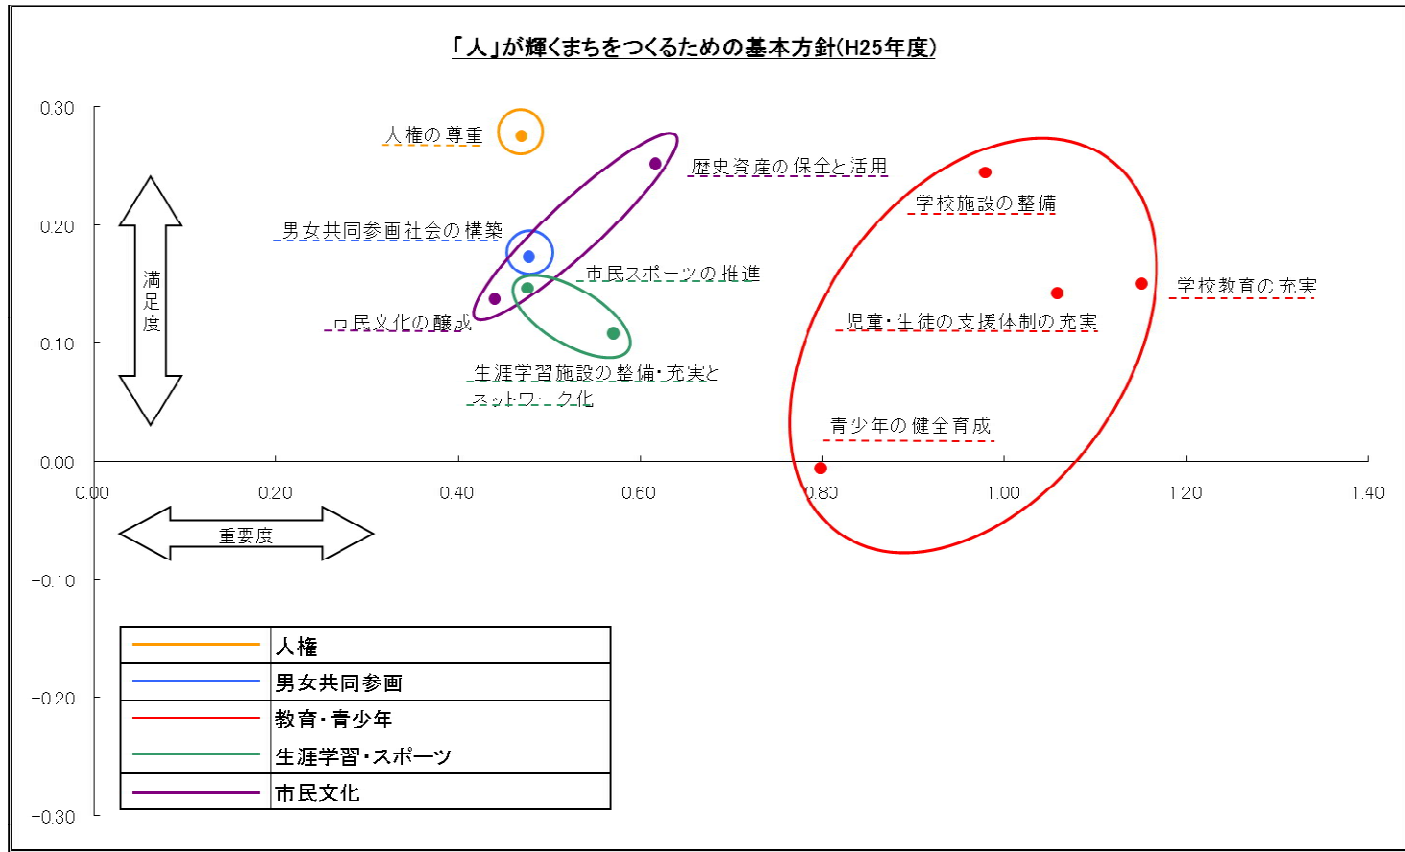 「人」が輝くまちをつくるための基本方針(H25年度)
0.30
人権の尊重
歴史資産の保全と活用
学校施設の整備
0.20
男女共同参画社会の構築
市民スポーツの推進
学校教育の充実
満足度
市民文化の醸成
児童・生徒の支援体制の充実
0.10
生涯学習施設の整備・充実と
ネットワーク化
青少年の健全育成
0.00
0.00 0.20 0.40 0.60 0.80 1.00 1.20 1.40
重要度
-0.10
人権
男女共同参画
-0.20
教育・青少年
生涯学習・スポーツ
市民文化
-0.30